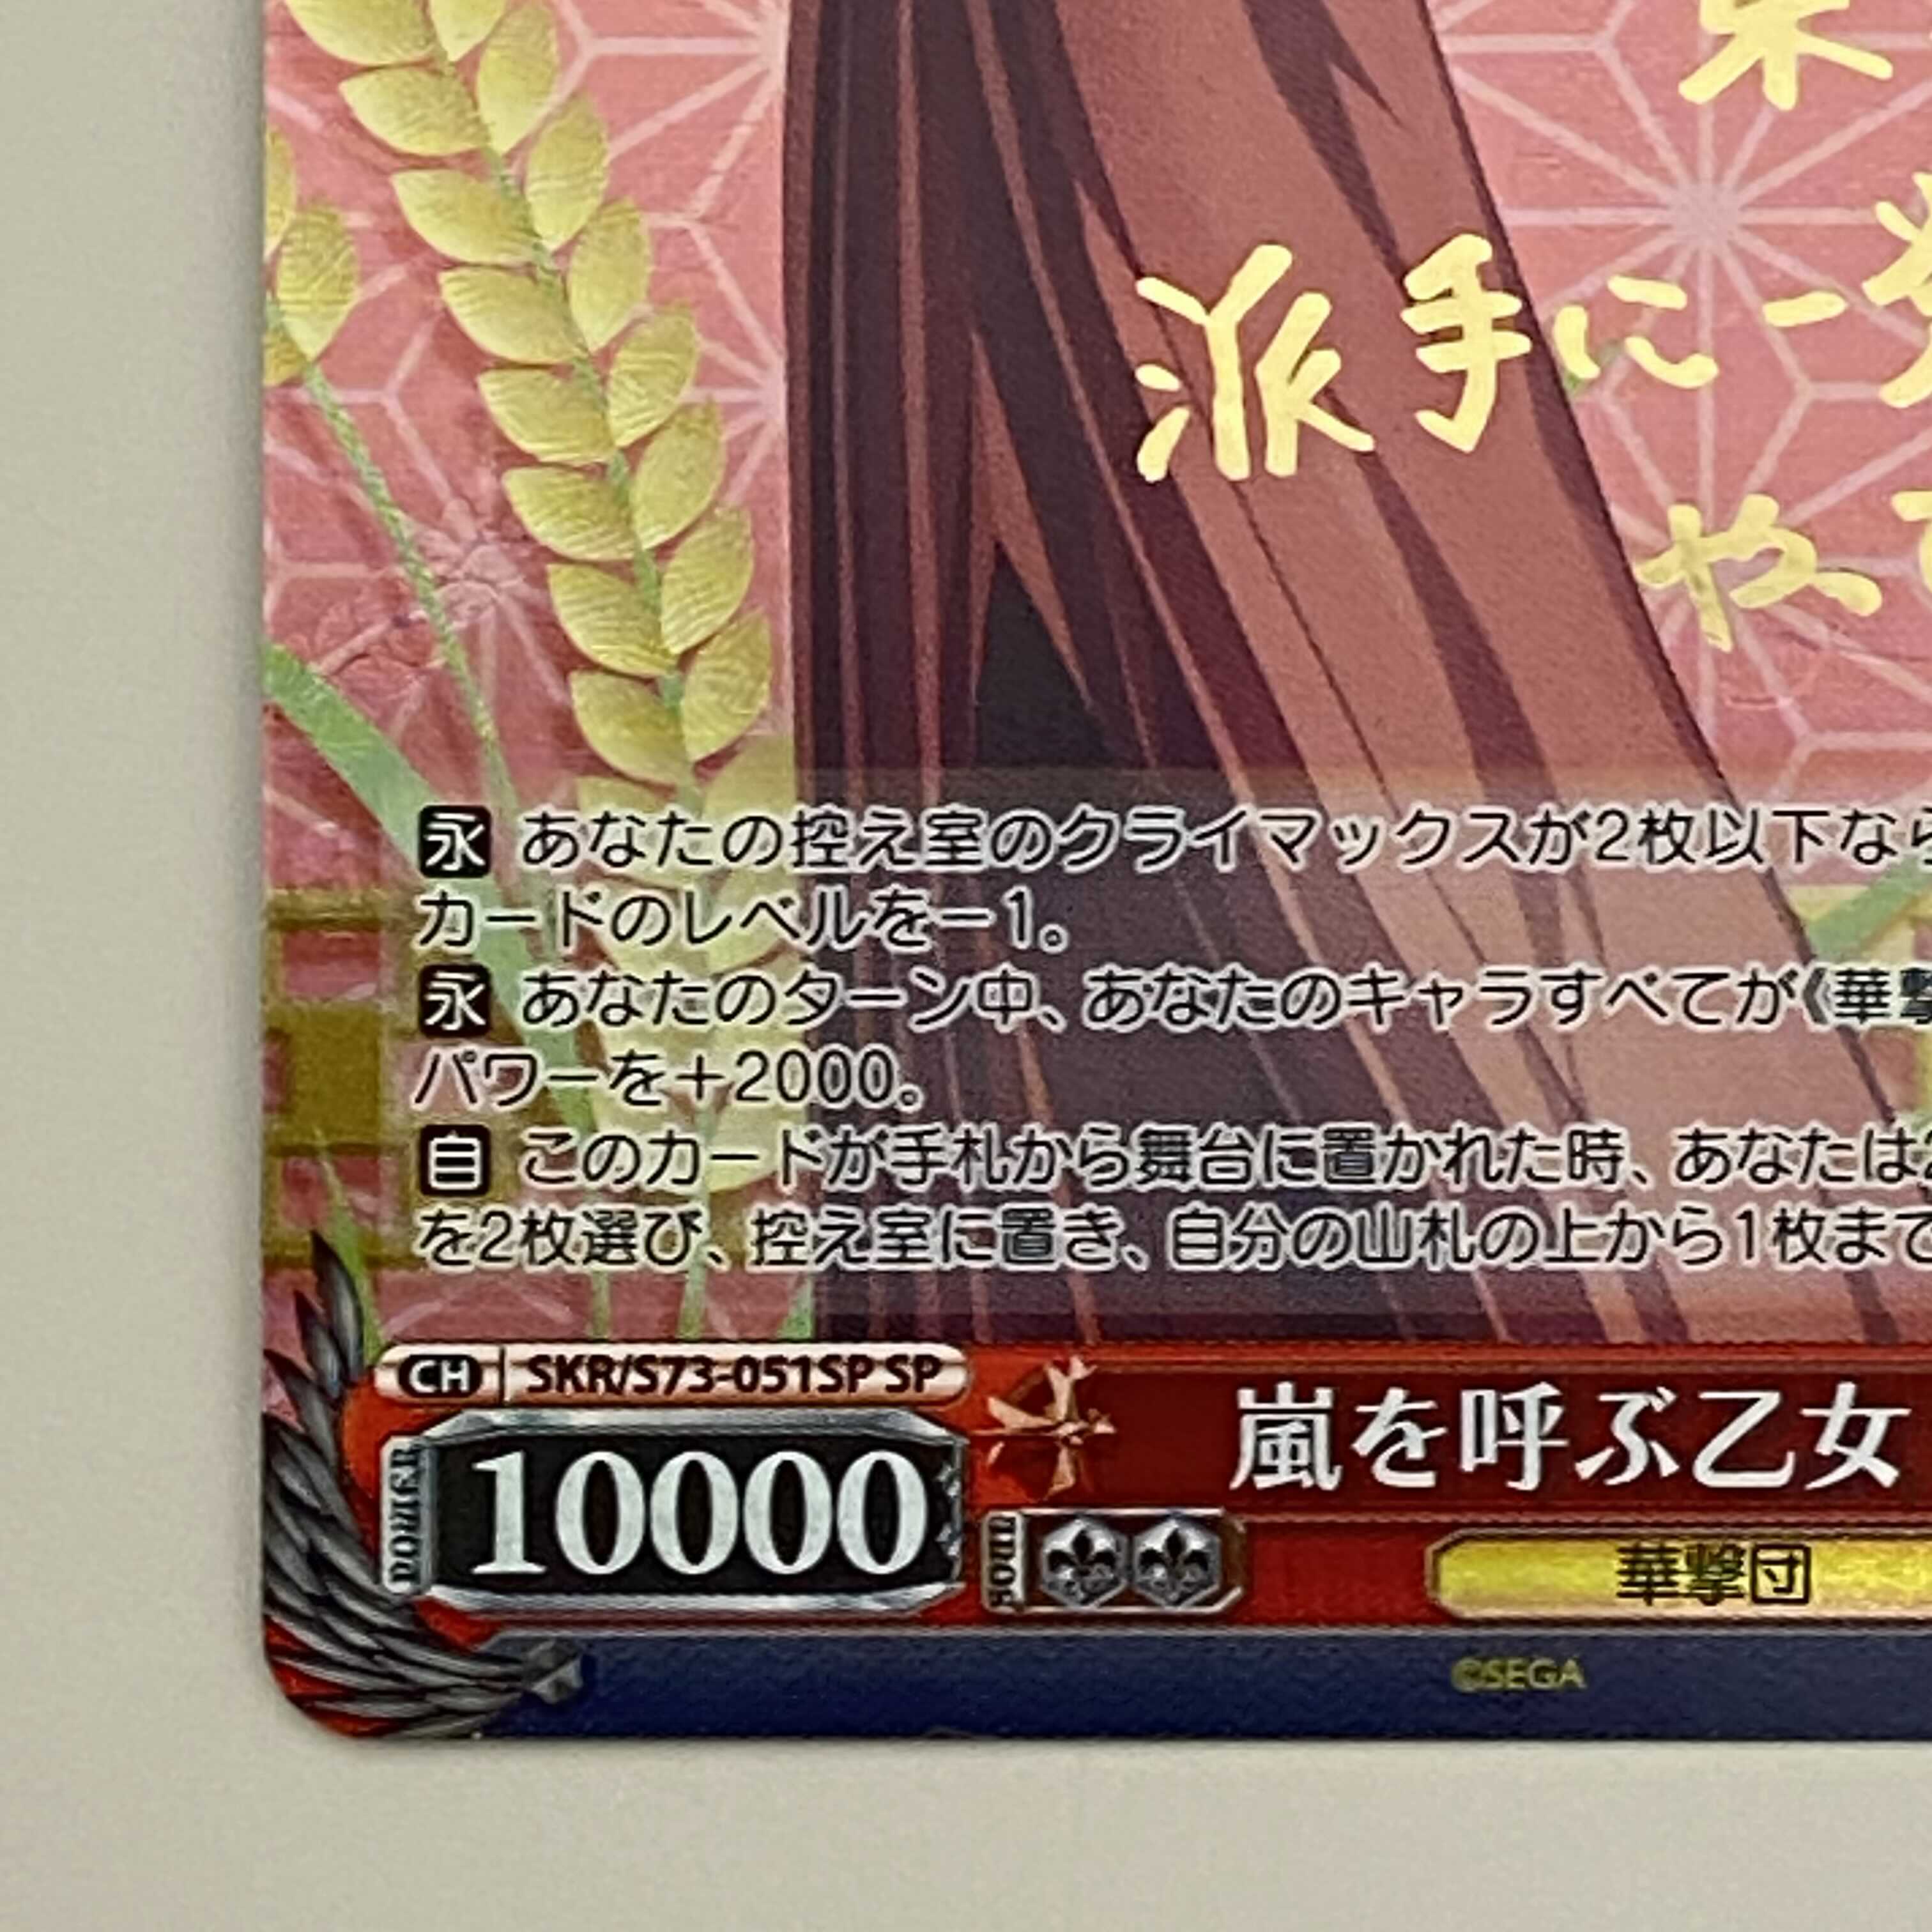 派手に一発
永 あなたの控え室のクライマックスが2枚以下なら
カードのレベルを－1。
永 あなたのターン中、あなたのキャラすべてが《華撃
パワーを＋2000。
自 このカードが手札から舞台に置かれた時、あなたは
を2枚選び、控え室に置き、自分の山札の上から1枚まで
CH SKR/S73-051SP SP
嵐を呼ぶ乙女
power 10000
soul
華撃団
©SEGA